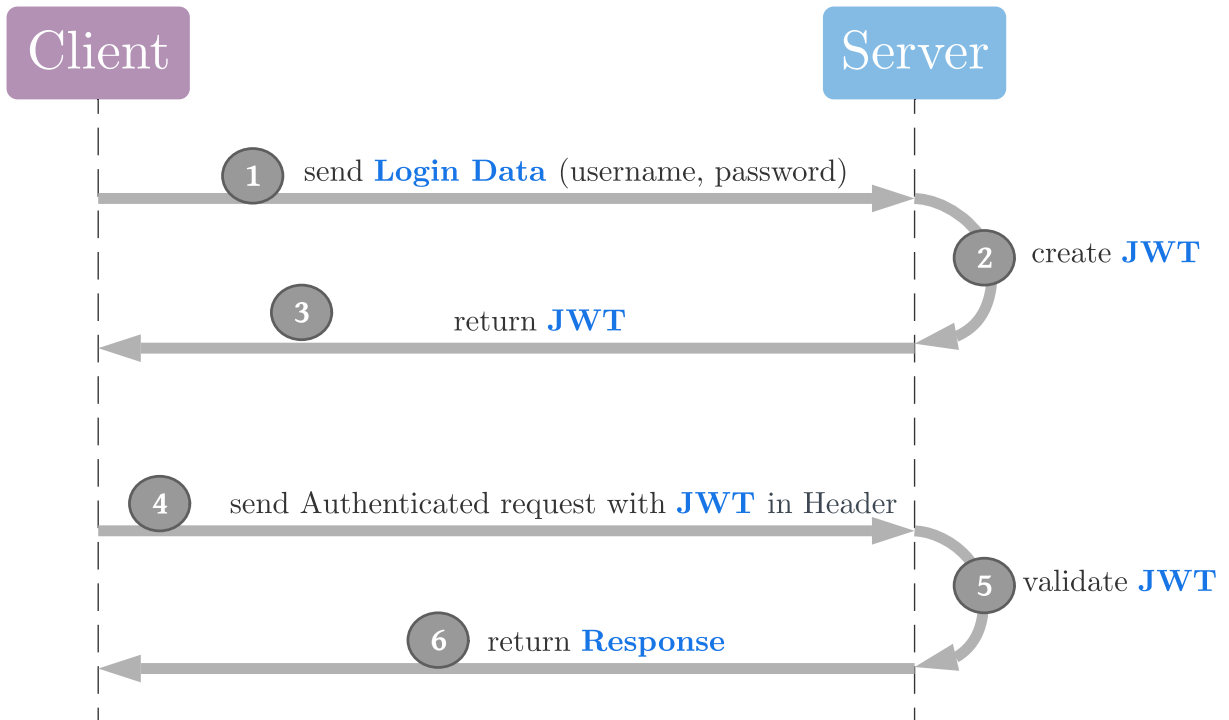 Client
Server
1 send Login Data (username, password)
2 create JWT
3 return JWT
4 send Authenticated request with JWT in Header
5 validate JWT
6 return Response